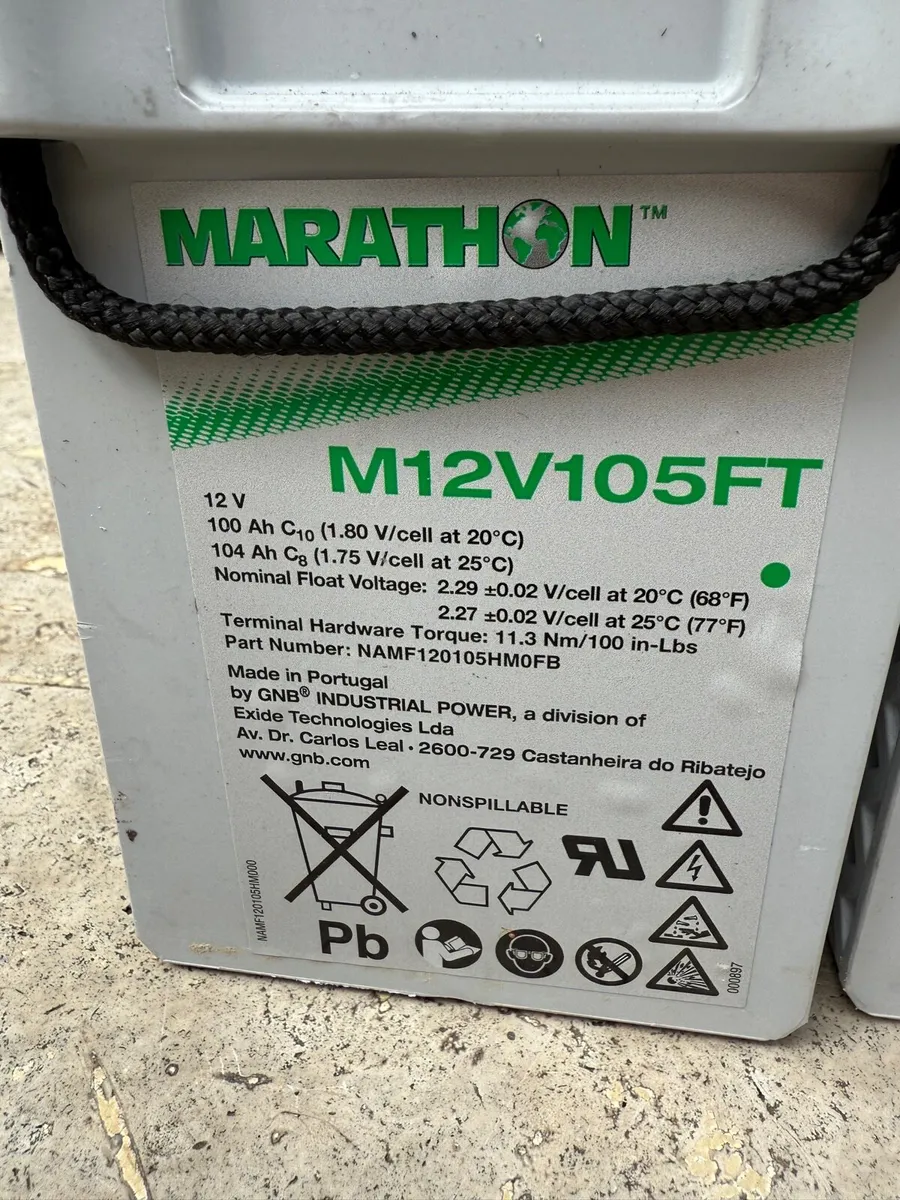 MARATHON™
M12V105FT
12 V
100 Ah C₁₀ (1.80 V/cell at 20°C)
104 Ah C₈ (1.75 V/cell at 25°C)
Nominal Float Voltage: 2.29 ±0.02 V/cell at 20°C (68°F)
2.27 ±0.02 V/cell at 25°C (77°F)
Terminal Hardware Torque: 11.3 Nm/100 in-Lbs
Part Number: NAMF120105HM0FB
Made in Portugal
by GNB® INDUSTRIAL POWER, a division of
Exide Technologies Lda
Av. Dr. Carlos Leal • 2600-729 Castanheira do Ribatejo
www.gnb.com
NONSPILLABLE
Pb
NAMF120105HM000
000897